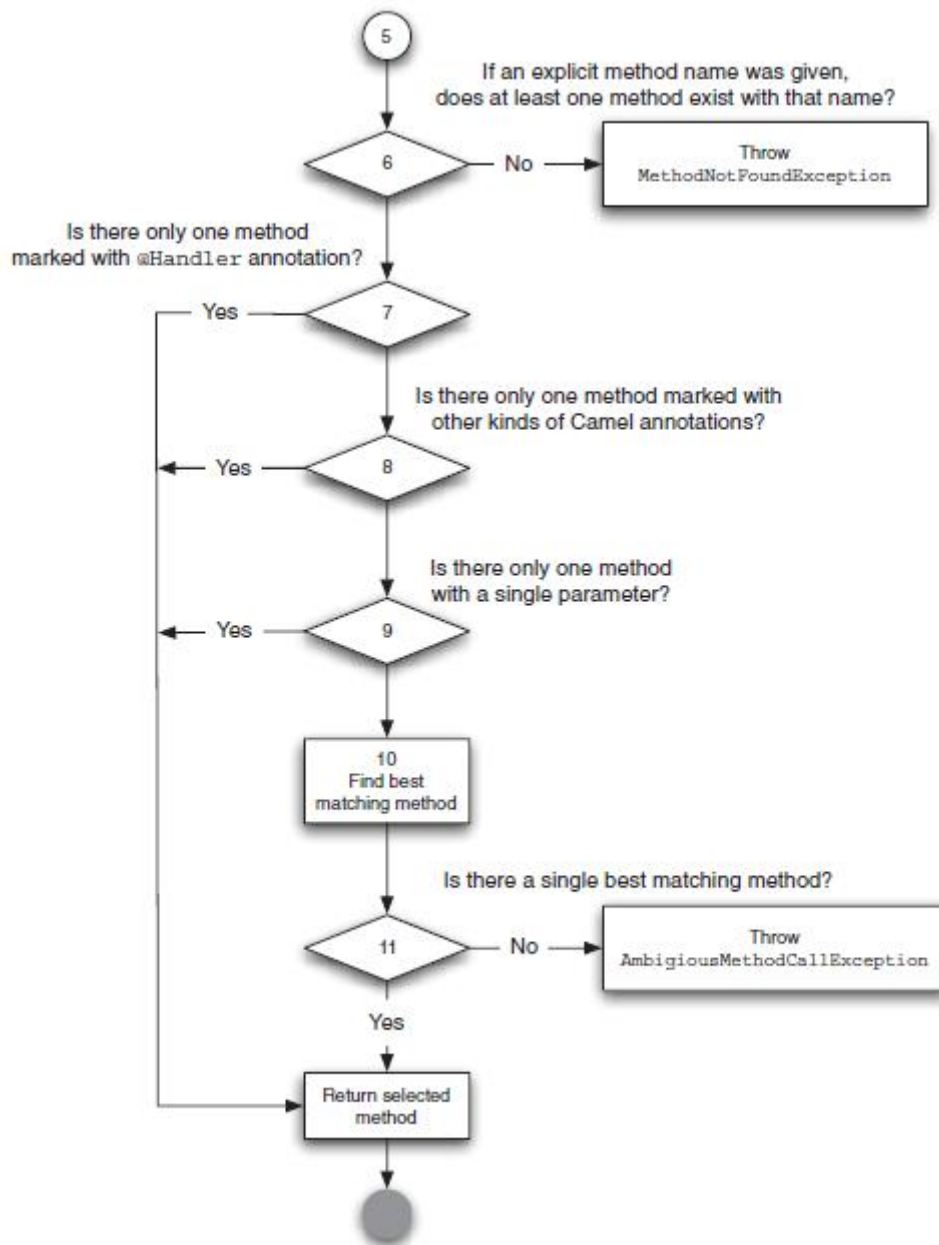 5
If an explicit method name was given,
does at least one method exist with that name?
6
No
Throw
MethodNotFoundException
Is there only one method
marked with @Handler annotation?
Yes
7
Is there only one method marked with
other kinds of Camel annotations?
Yes
8
Is there only one method
with a single parameter?
Yes
9
10
Find best
matching method
Is there a single best matching method?
11
No
Throw
AmbigiousMethodCallException
Yes
Return selected
method